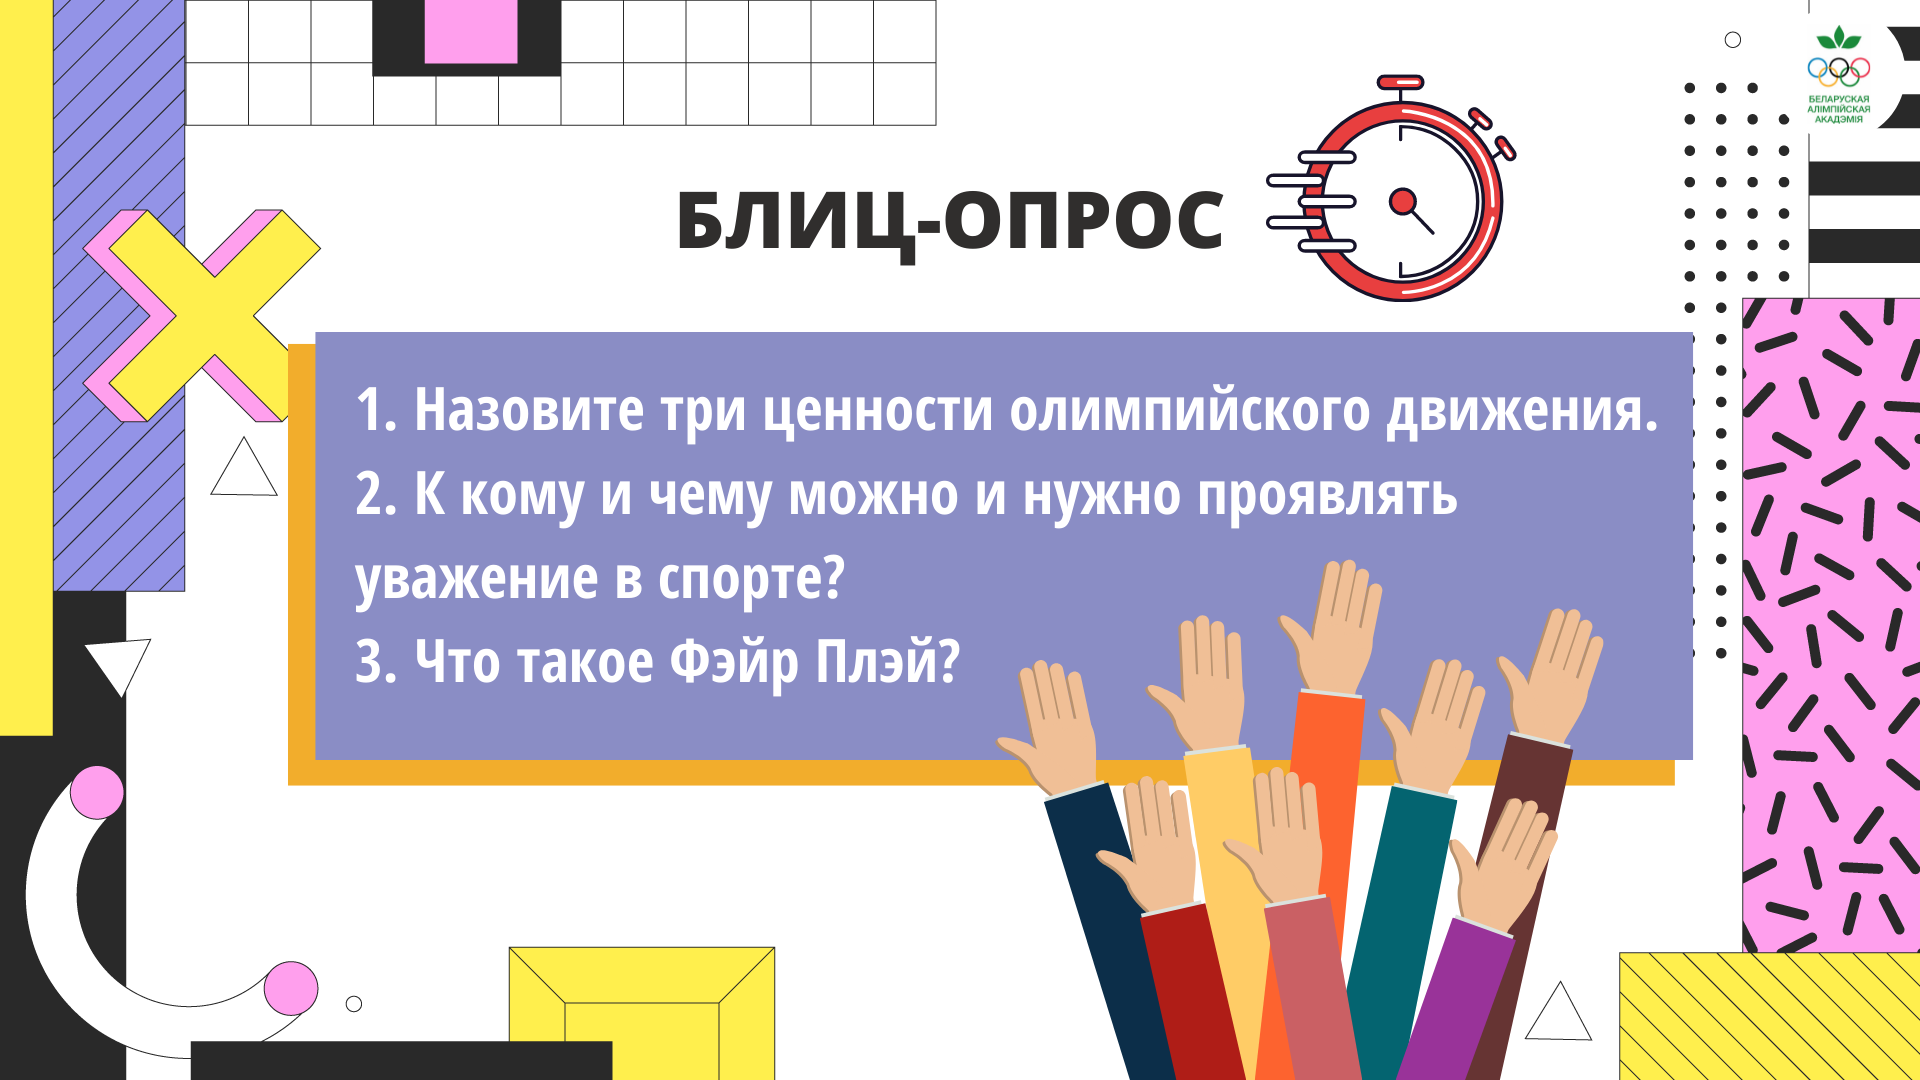 БЕЛАРУСКАЯ
АЛІМПІЙСКАЯ
АКАДЭМІЯ
БЛИЦ-ОПРОС
1. Назовите три ценности олимпийского движения.
2. К кому и чему можно и нужно проявлять
уважение в спорте?
3. Что такое Фэйр Плэй?